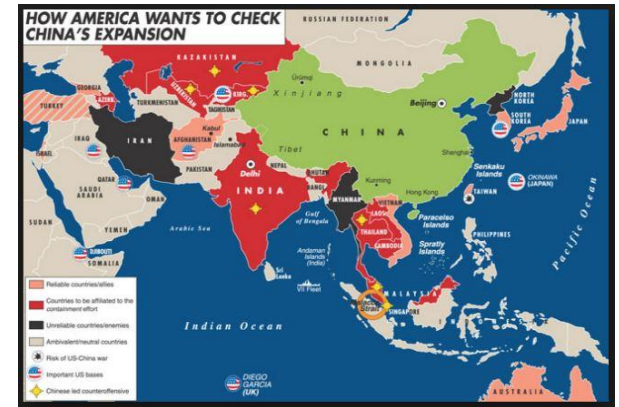 HOW AMERICA WANTS TO CHECK
CHINA'S EXPANSION
RUSSIAN FEDERATION
KAZAKISTAN
MONGOLIA
GEORGIA
UZBEKISTAN
KIRG.
Ürümqi
Xinjiang
TURKEY
AZERB.
TURKMENISTAN
TAGIKISTAN
Beijing
NORTH
KOREA
SOUTH
KOREA
JAPAN
IRAQ
IRAN
Kabul
AFGHANISTAN
Islamabad
CHINA
ISRAEL
Tibet
Shanghai
PAKISTAN
Delhi
NEPAL
BHUTAN
Senkaku
Islands
QATAR
SAUDI
ARABIA
OMAN
INDIA
BANGL.
Kunming
Hong Kong
TAIWAN
OKINAWA
(JAPAN)
MYANMAR
VIETNAM
LAOS
SUDAN
YEMEN
Arabic Sea
Gulf
of Bengala
THAILAND
Paracelso
Islands
Pacific Ocean
DJIBOUTI
SOMALIA
Andaman
Islands
(India)
CAMBODIA
Spratly
Islands
PHILIPPINES
Sri
Lanka
VII Fleet
MALAYSIA
Strait
SINGAPORE
Indian Ocean
DIEGO
GARCIA
(UK)
AUSTRALIA
Reliable countries/allies
Countries to be affiliated to the
containment effort
Unreliable countries/enemies
Ambivalent/neutral countries
Risk of US-China war
Important US bases
Chinese led counteroffensive